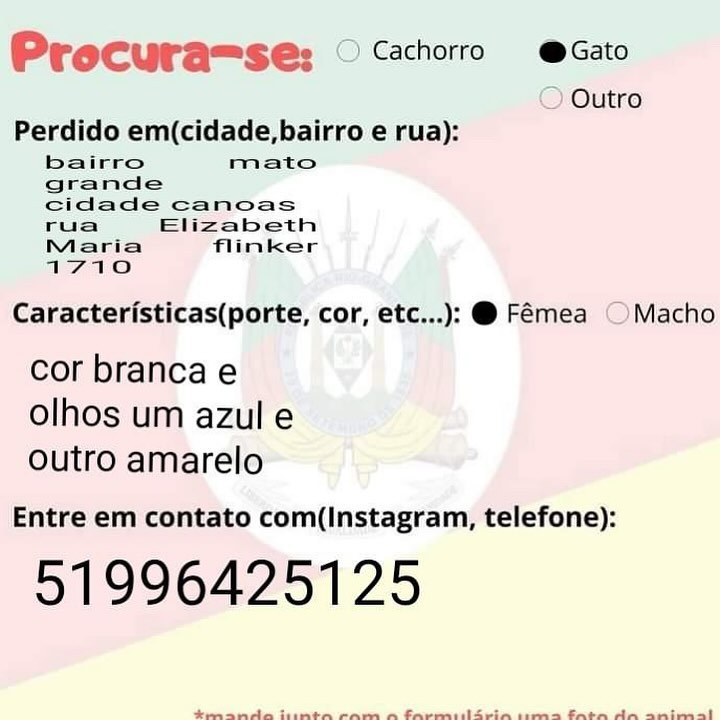 Procura-se: Cachorro Gato
Outro
Perdido em(cidade,bairro e rua):
bairro mato
grande
cidade canoas
rua Elizabeth
Maria flinker
1710
Características(porte, cor, etc...): Fêmea Macho
cor branca e
olhos um azul e
outro amarelo
Entre em contato com(Instagram, telefone):
51996425125
*mande junto com o formulário uma foto do animal